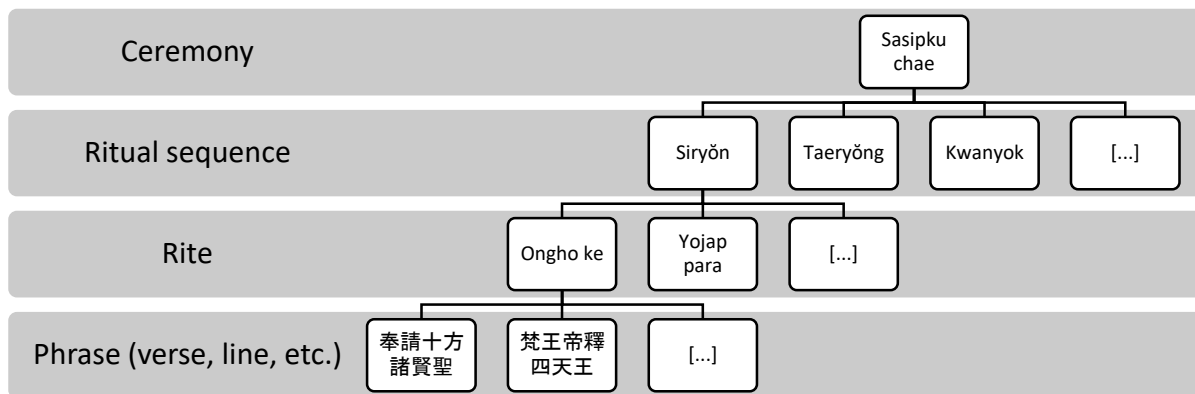 Ceremony
Sasipku
chae
Ritual sequence
Siryŏn
Taeryŏng
Kwanyok
[...]
Rite
Ongho ke
Yojap
para
[...]
Phrase (verse, line, etc.)
奉請十方
諸賢聖
梵王帝釋
四天王
[...]